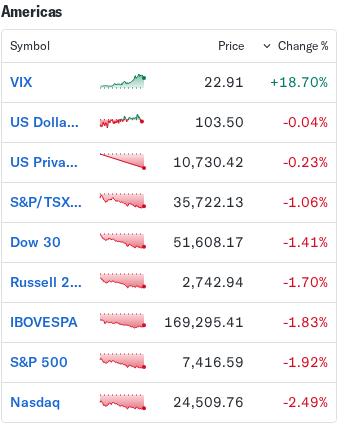 Americas
Symbol Price Change %
VIX 22.91 +18.70%
US Dolla... 103.50 -0.04%
US Priva... 10,730.42 -0.23%
S&P/TSX... 35,722.13 -1.06%
Dow 30 51,608.17 -1.41%
Russell 2... 2,742.94 -1.70%
IBOVESPA 169,295.41 -1.83%
S&P 500 7,416.59 -1.92%
Nasdaq 24,509.76 -2.49%